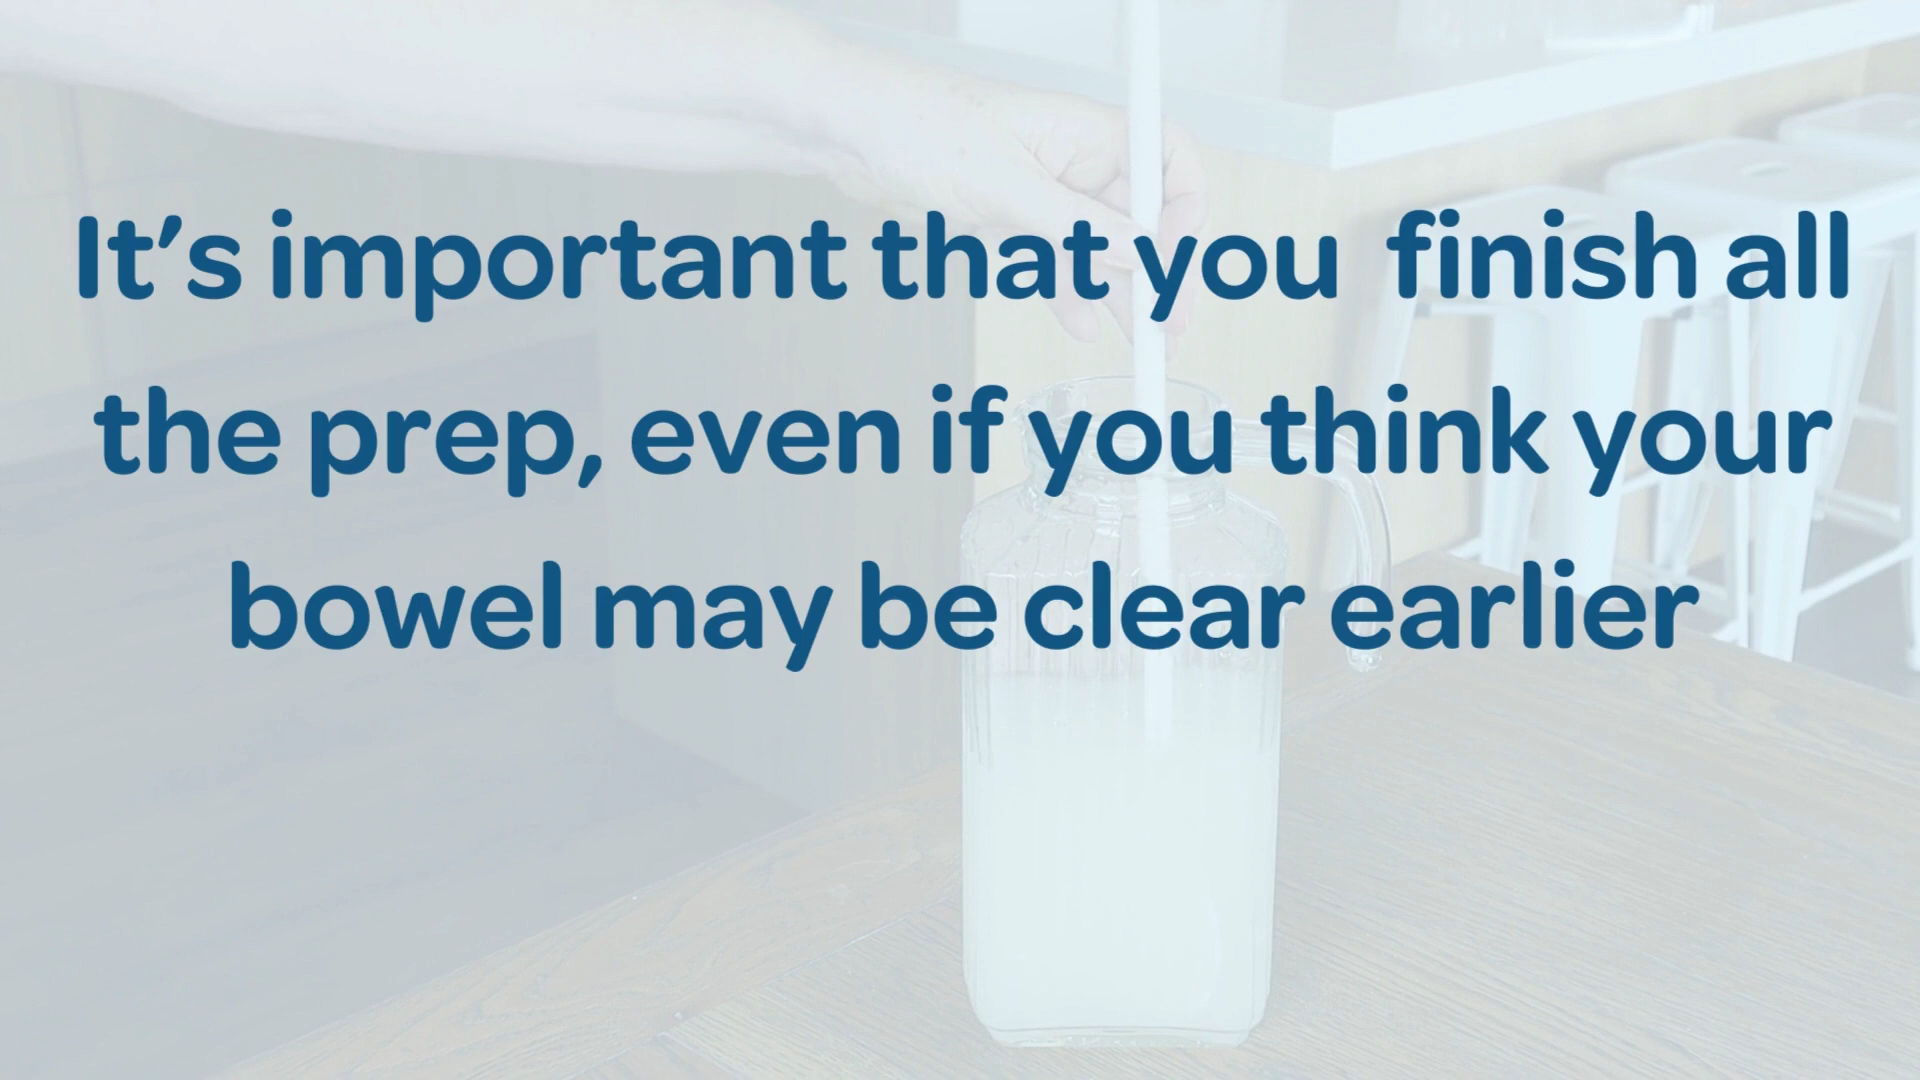 It’s important that you  finish all
the prep, even if you think your
bowel may be clear earlier